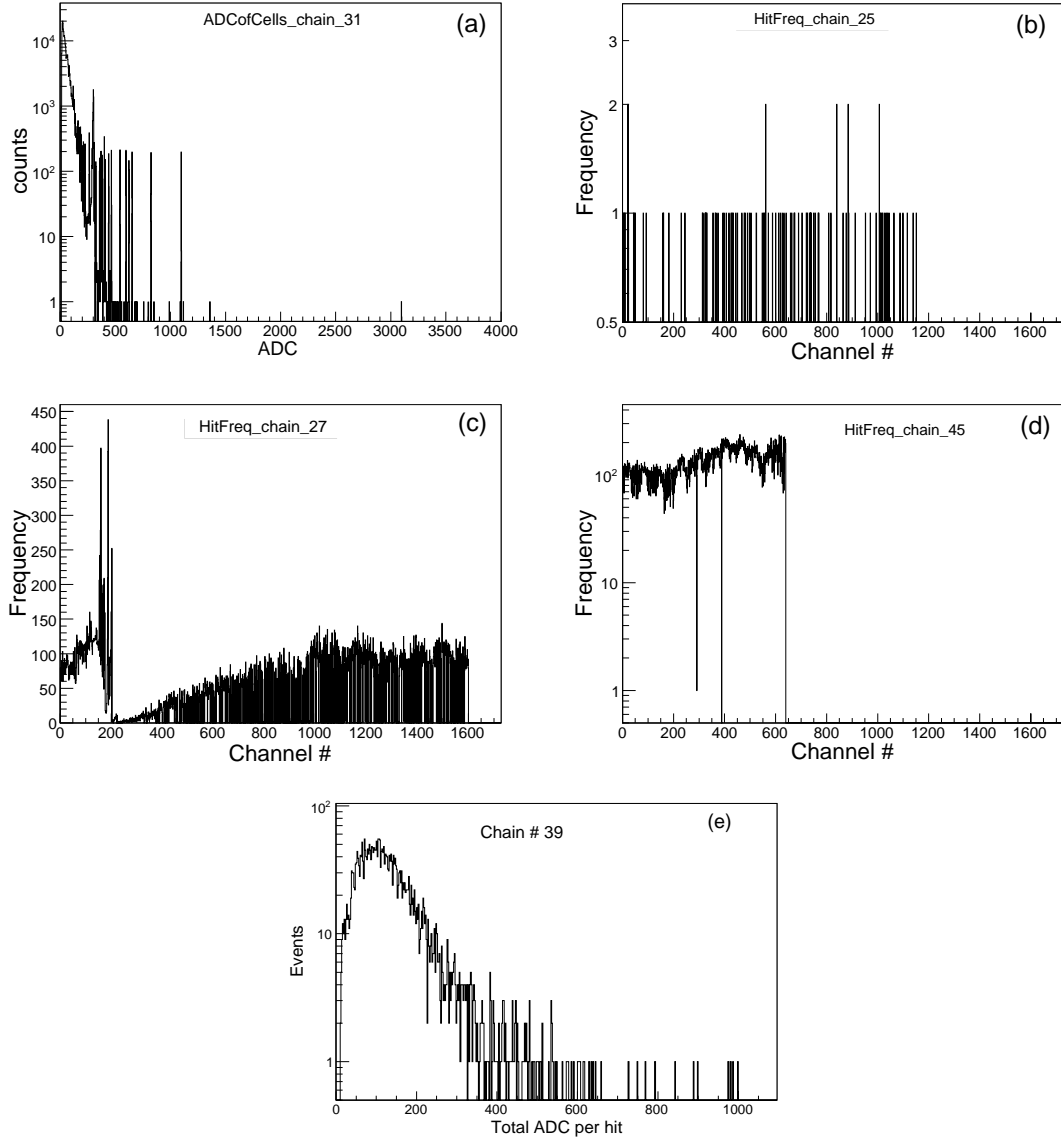 ADCofCells_chain_31
(a)
counts
10^4
10^3
10^2
10
1
0 500 1000 1500 2000 2500 3000 3500 4000
ADC
HitFreq_chain_25
(b)
Frequency
3
2
1
0.5
0 200 400 600 800 1000 1200 1400 1600
Channel #
HitFreq_chain_27
(c)
Frequency
450
400
350
300
250
200
150
100
50
0
0 200 400 600 800 1000 1200 1400 1600
Channel #
HitFreq_chain_45
(d)
Frequency
10^2
10
1
0 200 400 600 800 1000 1200 1400 1600
Channel #
Chain # 39
(e)
Events
10^2
10
1
0 200 400 600 800 1000
Total ADC per hit